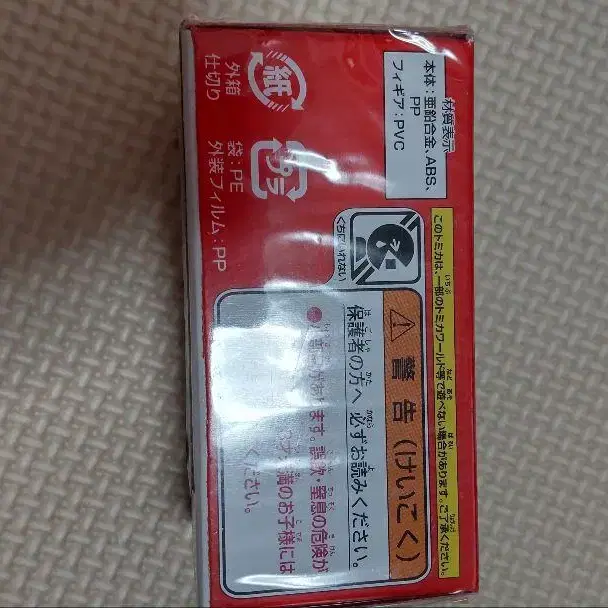 材質表示
本体：亜鉛合金、ABS、
PP
フィギア：PVC
紙
外箱
仕切り
プラ
袋：PE
外装フィルム：PP
くちにいれない
このトミカは、一部のトミカワールド等で遊べない場合があります。ご了承ください。
警告（けいこく）
保護者の方へ 必ずお読みください。
●小部品があります。誤飲・窒息の危険が
満のお子様には
ください。